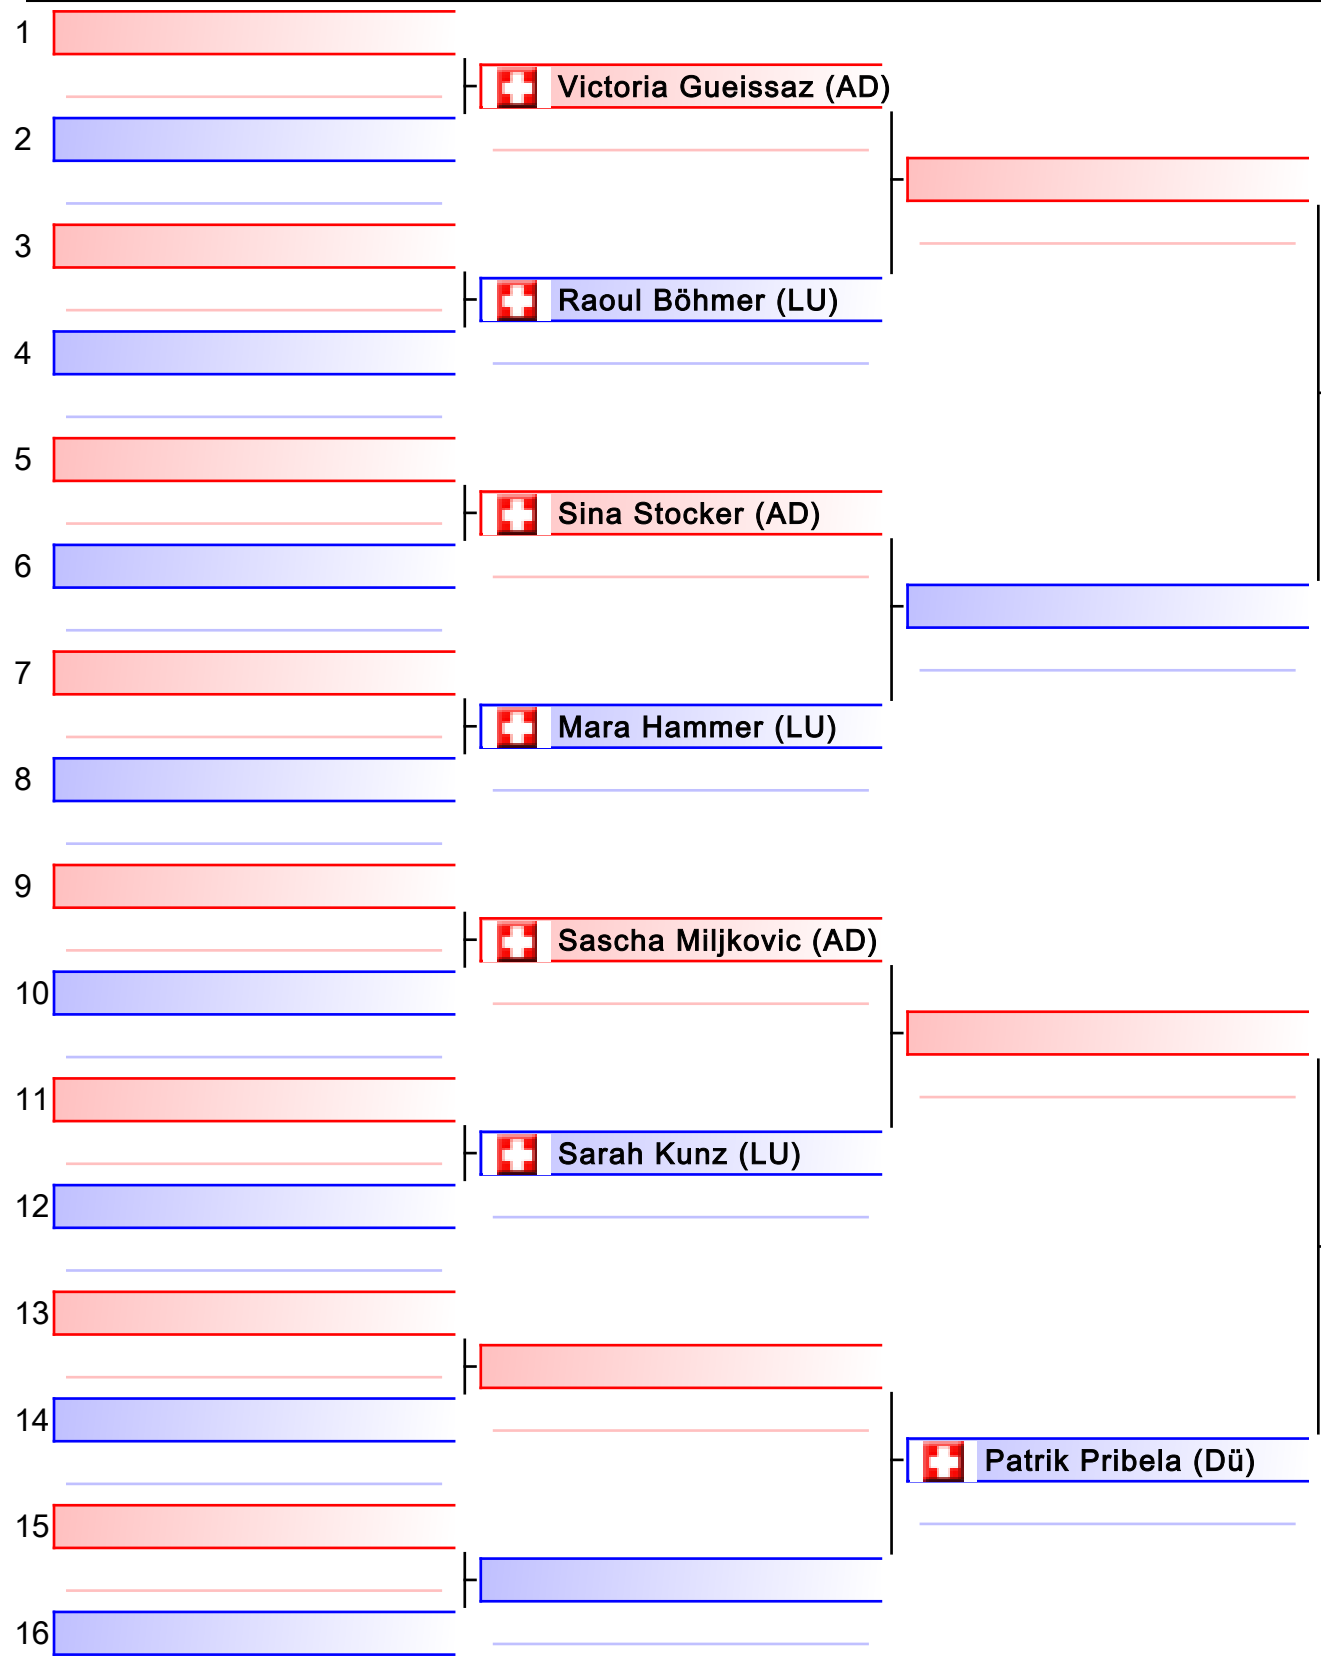 1
Victoria Gueissaz (AD)
2
3
Raoul Böhmer (LU)
4
5
Sina Stocker (AD)
6
7
Mara Hammer (LU)
8
9
Sascha Miljkovic (AD)
10
11
Sarah Kunz (LU)
12
13
14
Patrik Pribela (Dü)
15
16